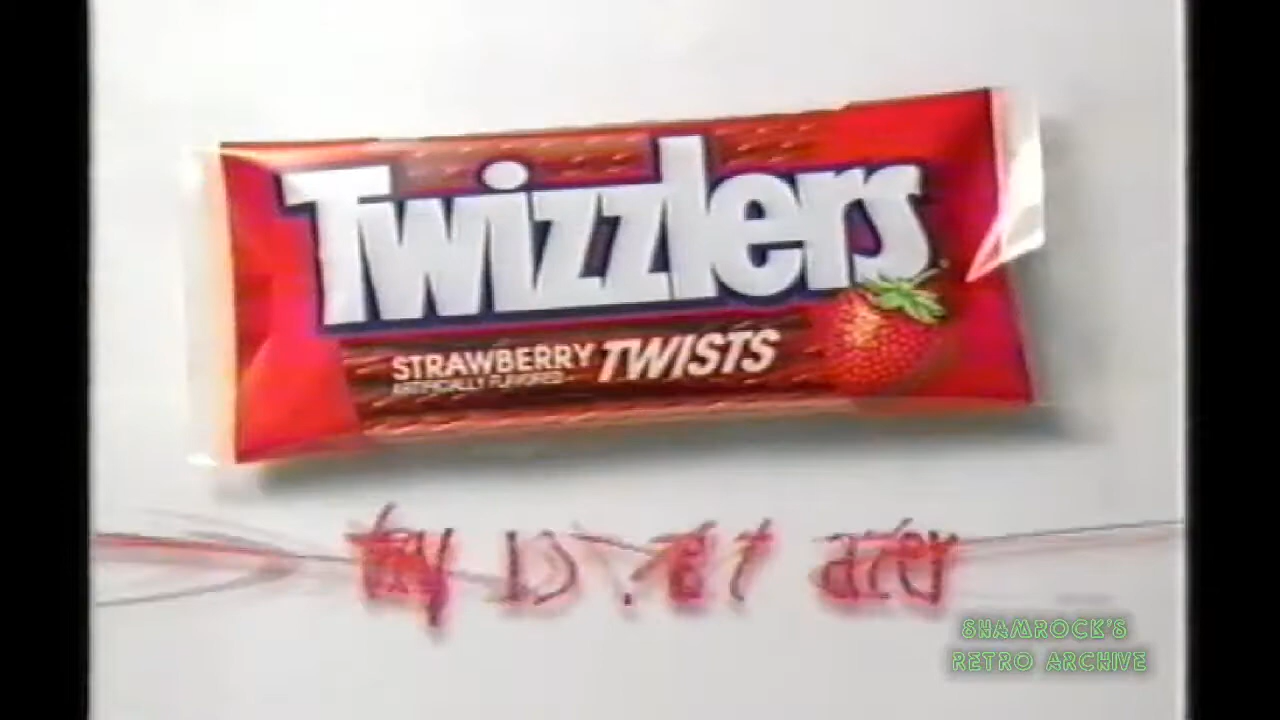 Twizzlers
STRAWBERRY TWISTS
ARTIFICIALLY FLAVORED
SHAMROCK'S
RETRO ARCHIVE